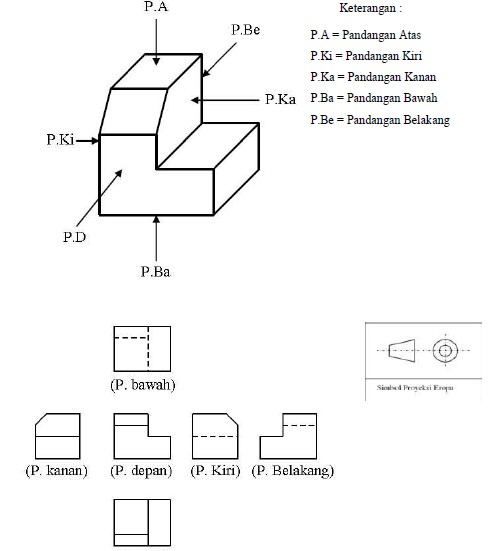 P.A
Keterangan :
P.Be
P.A = Pandangan Atas
P.Ki = Pandangan Kiri
P.Ka = Pandangan Kanan
P.Ka
P.Ba = Pandangan Bawah
P.Be = Pandangan Belakang
P.Ki
P.D
P.Ba
(P. bawah)
Simbol Proyeksi Eropa
(P. kanan) (P. depan) (P. Kiri) (P. Belakang)